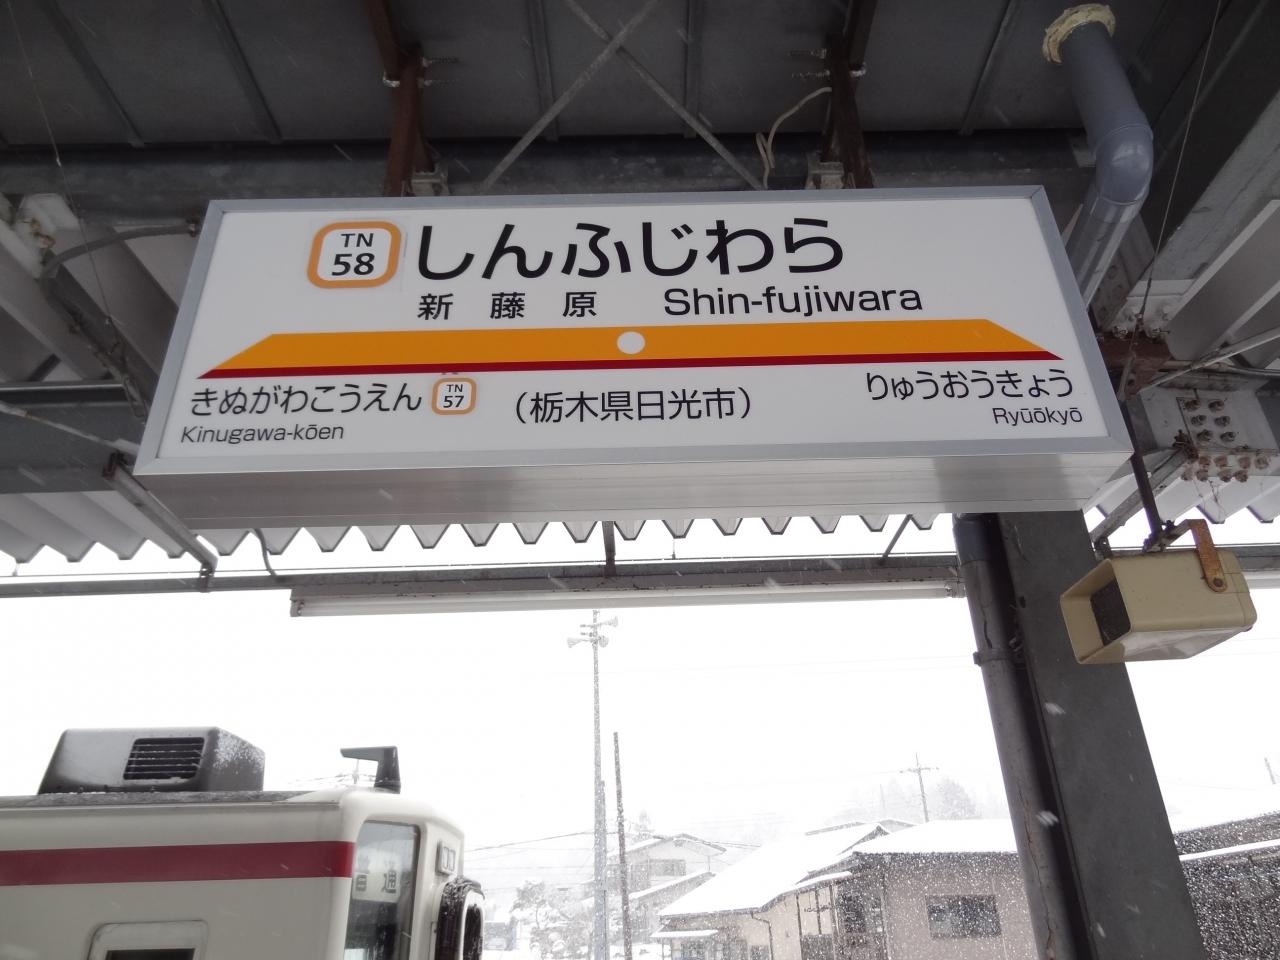 TN
58
しんふじわら
新藤原 Shin-fujiwara
きぬがわこうえん
TN
57
Kinugawa-kōen
(栃木県日光市)
りゅうおうきょう
Ryūōkyō
普通